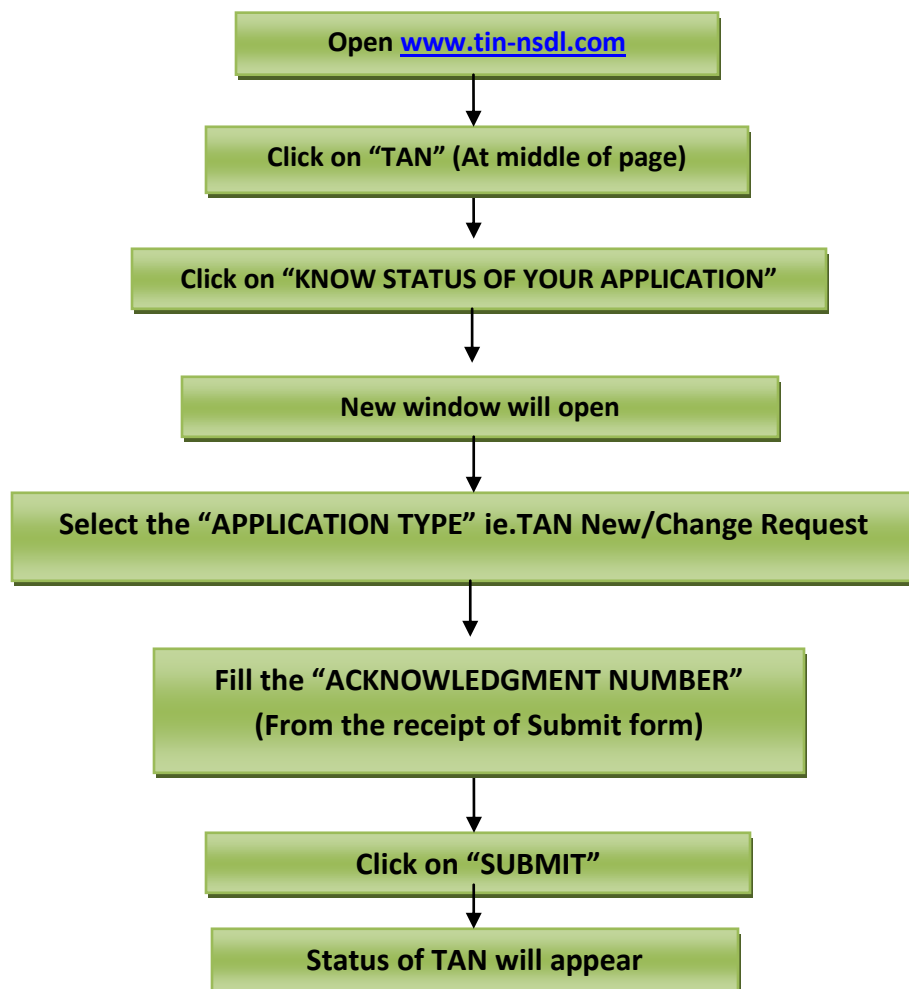 Open www.tin-nsdl.com
Click on “TAN” (At middle of page)
Click on “KNOW STATUS OF YOUR APPLICATION”
New window will open
Select the “APPLICATION TYPE” ie.TAN New/Change Request
Fill the “ACKNOWLEDGMENT NUMBER”
(From the receipt of Submit form)
Click on “SUBMIT”
Status of TAN will appear